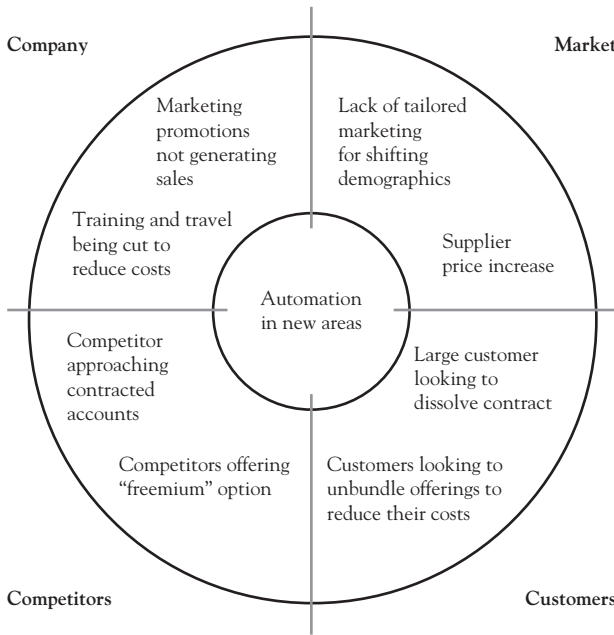 Company
Market
Marketing
promotions
not generating
sales
Lack of tailored
marketing
for shifting
demographics
Training and travel
being cut to
reduce costs
Supplier
price increase
Automation
in new areas
Competitor
approaching
contracted
accounts
Large customer
looking to
dissolve contract
Competitors offering
“freemium” option
Customers looking to
unbundle offerings to
reduce their costs
Competitors
Customers